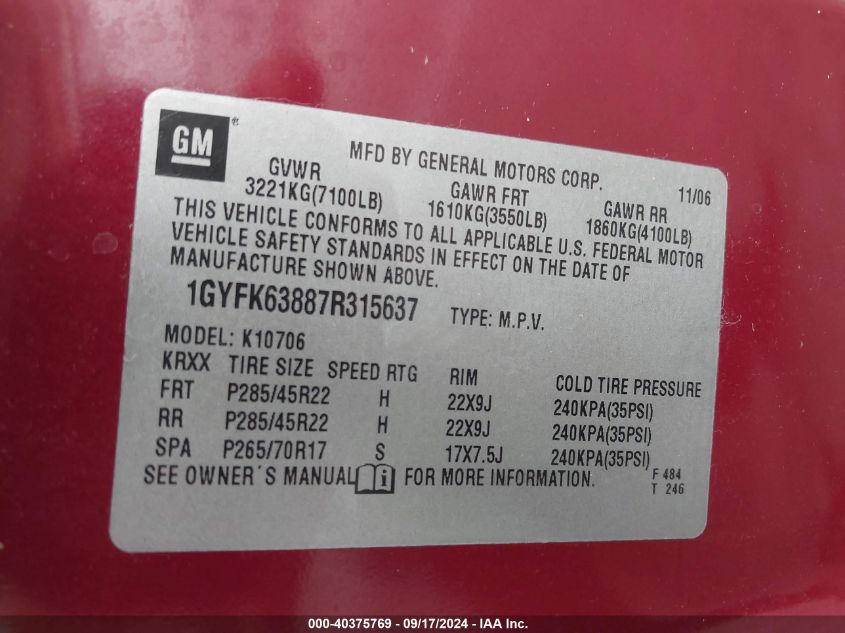 GM ®
MFD BY GENERAL MOTORS CORP. 11/06
GVWR GAWR FRT GAWR RR
3221KG(7100LB) 1610KG(3550LB) 1860KG(4100LB)
THIS VEHICLE CONFORMS TO ALL APPLICABLE U.S. FEDERAL MOTOR
VEHICLE SAFETY STANDARDS IN EFFECT ON THE DATE OF
MANUFACTURE SHOWN ABOVE.
1GYFK63887R315637 TYPE: M.P.V.
MODEL: K10706
KRXX TIRE SIZE SPEED RTG RIM COLD TIRE PRESSURE
FRT P285/45R22 H 22X9J 240KPA(35PSI)
RR P285/45R22 H 22X9J 240KPA(35PSI)
SPA P265/70R17 S 17X7.5J 240KPA(35PSI)
SEE OWNER´S MANUAL i FOR MORE INFORMATION. F 484
T 246
000-40375769 - 09/17/2024 - IAA Inc.